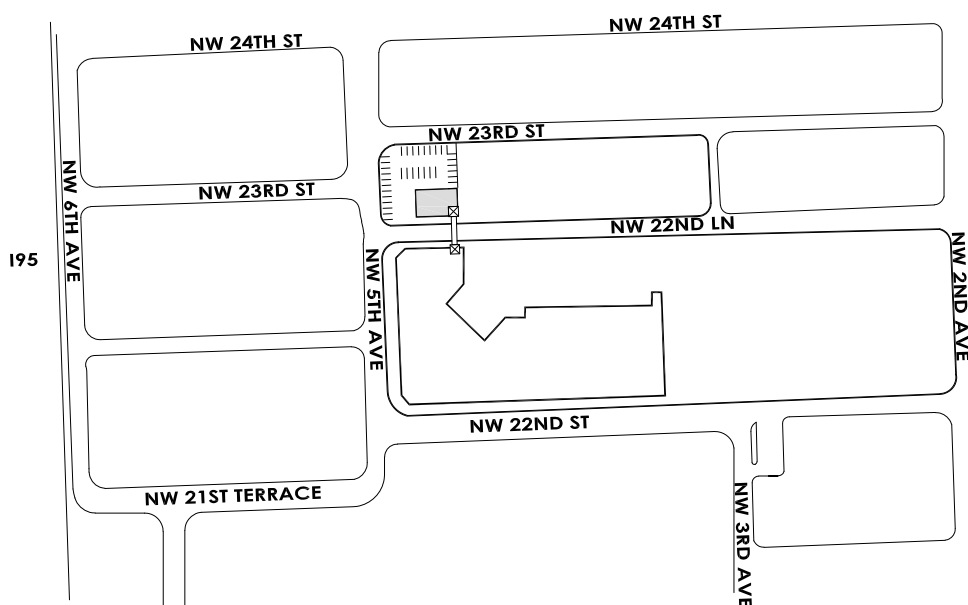 NW 24TH ST
NW 24TH ST
NW 23RD ST
NW 6TH AVE
NW 23RD ST
NW 22ND LN
I95
NW 5TH AVE
NW 2ND AVE
NW 22ND ST
NW 21ST TERRACE
NW 3RD AVE